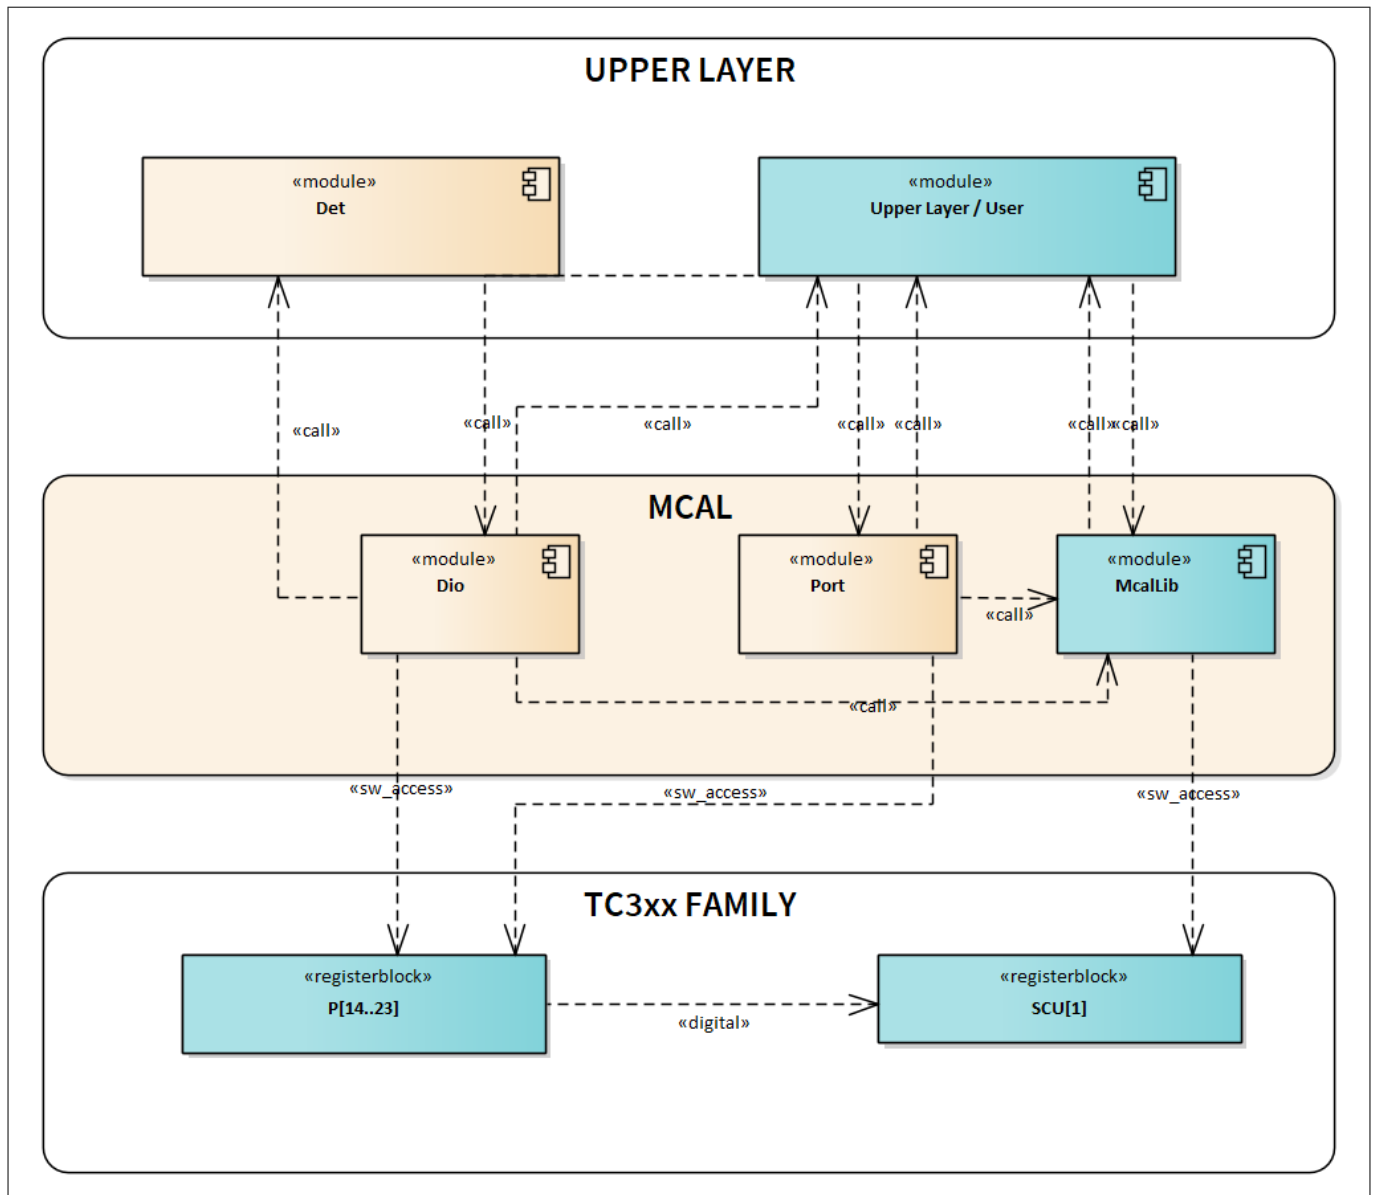 UPPER LAYER
«module»
Det
«module»
Upper Layer / User
«call»
«call»
«call»
«call»
«call»
«call»
«call»
MCAL
«module»
Dio
«module»
Port
«module»
McalLib
«call»
«call»
«sw_access»
«sw_access»
«sw_access»
TC3xx FAMILY
«registerblock»
P[14..23]
«registerblock»
SCU[1]
«digital»